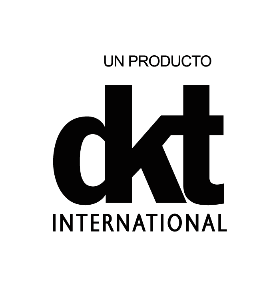 UN PRODUCTO
dkt
INTERNATIONAL